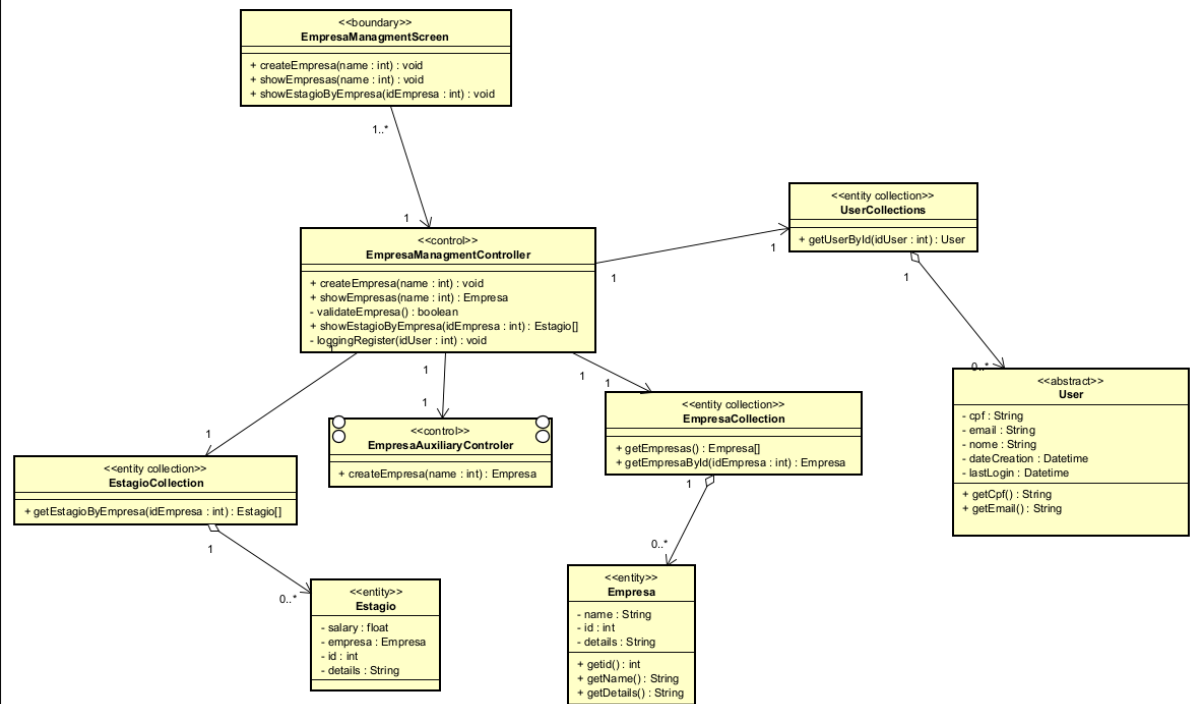 <<boundary>>
EmpresaManagmentScreen
+ createEmpresa(name : int) : void
+ showEmpresas(name : int) : void
+ showEstagioByEmpresa(idEmpresa : int) : void
1..*
1
<<control>>
EmpresaManagmentController
+ createEmpresa(name : int) : void
+ showEmpresas(name : int) : Empresa
- validateEmpresa() : boolean
+ showEstagioByEmpresa(idEmpresa : int) : Estagio[]
- loggingRegister(idUser : int) : void
1
1
<<entity collection>>
UserCollections
+ getUserById(idUser : int) : User
1
0..*
<<abstract>>
User
- cpf : String
- email : String
- nome : String
- dateCreation : Datetime
- lastLogin : Datetime
+ getCpf() : String
+ getEmail() : String
1
1
1
1
1
1
<<control>>
EmpresaAuxiliaryControler
+ createEmpresa(name : int) : Empresa
<<entity collection>>
EmpresaCollection
+ getEmpresas() : Empresa[]
+ getEmpresaById(idEmpresa : int) : Empresa
1
0..*
<<entity collection>>
EstagioCollection
+ getEstagioByEmpresa(idEmpresa : int) : Estagio[]
1
0..*
<<entity>>
Estagio
- salary : float
- empresa : Empresa
- id : int
- details : String
<<entity>>
Empresa
- name : String
- id : int
- details : String
+ getid() : int
+ getName() : String
+ getDetails() : String